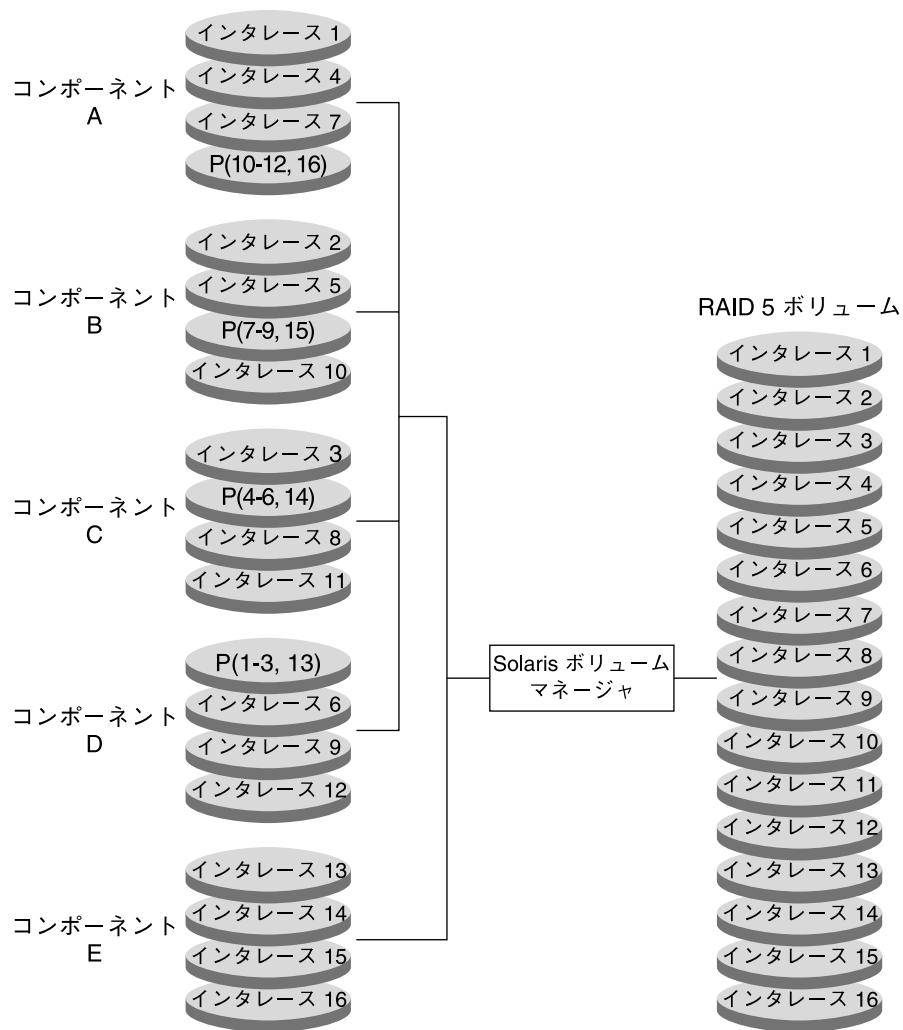 インタレース 1
インタレース 4
インタレース 7
P(10-12, 16)
コンポーネント
A
インタレース 2
インタレース 5
P(7-9, 15)
インタレース 10
コンポーネント
B
インタレース 3
P(4-6, 14)
インタレース 8
インタレース 11
コンポーネント
C
P(1-3, 13)
インタレース 6
インタレース 9
インタレース 12
コンポーネント
D
インタレース 13
インタレース 14
インタレース 15
インタレース 16
コンポーネント
E
Solaris ボリューム
マネージャ
RAID 5 ボリューム
インタレース 1
インタレース 2
インタレース 3
インタレース 4
インタレース 5
インタレース 6
インタレース 7
インタレース 8
インタレース 9
インタレース 10
インタレース 11
インタレース 12
インタレース 13
インタレース 14
インタレース 15
インタレース 16